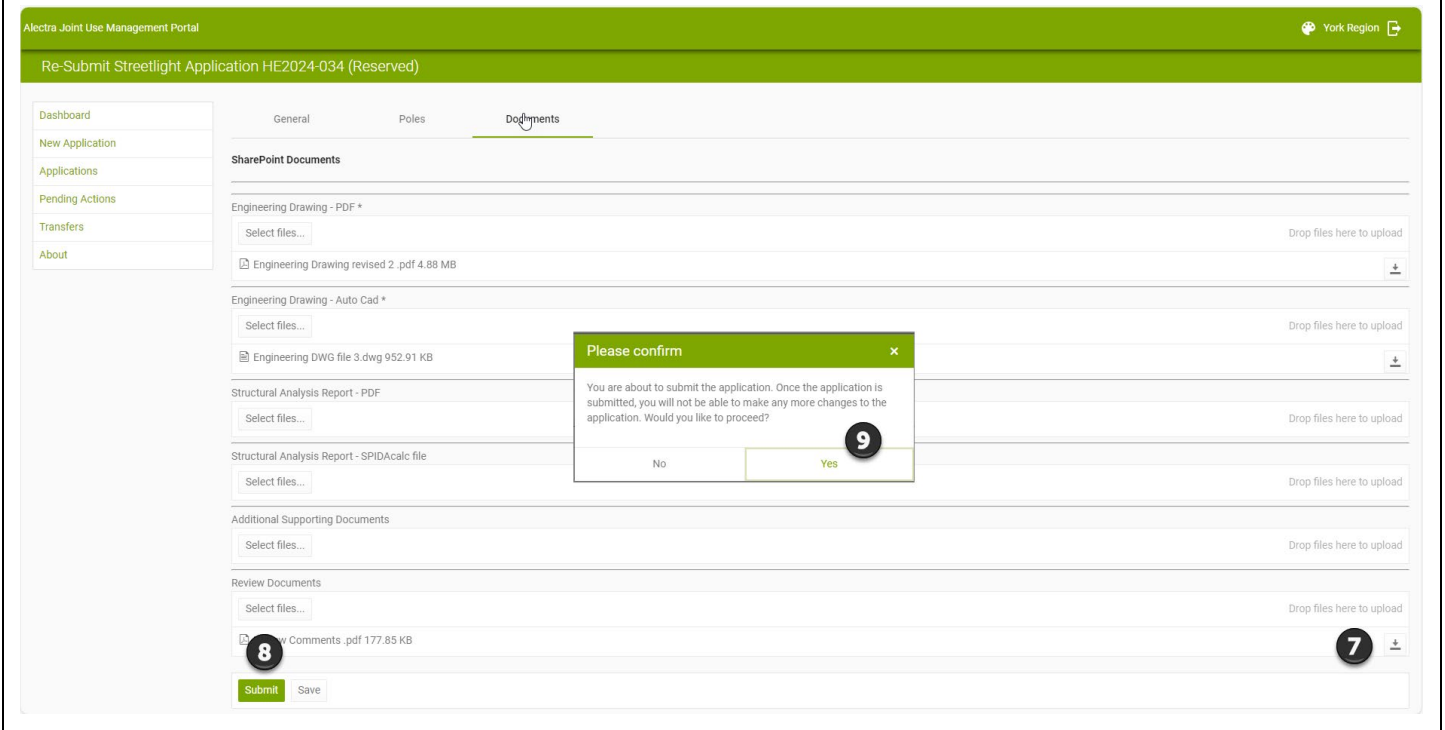 Alectra Joint Use Management Portal
York Region
Re-Submit Streetlight Application HE2024-034 (Reserved)
Dashboard
New Application
Applications
Pending Actions
Transfers
About
General Poles Documents
SharePoint Documents
Engineering Drawing - PDF *
Select files... Drop files here to upload
Engineering Drawing revised 2 .pdf 4.88 MB
Engineering Drawing - Auto Cad *
Select files... Drop files here to upload
Engineering DWG file 3.dwg 952.91 KB
Structural Analysis Report - PDF
Select files... Drop files here to upload
Structural Analysis Report - SPIDAcalc file
Select files... Drop files here to upload
Additional Supporting Documents
Select files... Drop files here to upload
Review Documents
Select files... Drop files here to upload
Comments .pdf 177.85 KB
7
8
Submit Save
Please confirm ×
You are about to submit the application. Once the application is
submitted, you will not be able to make any more changes to the
application. Would you like to proceed?
9
No Yes